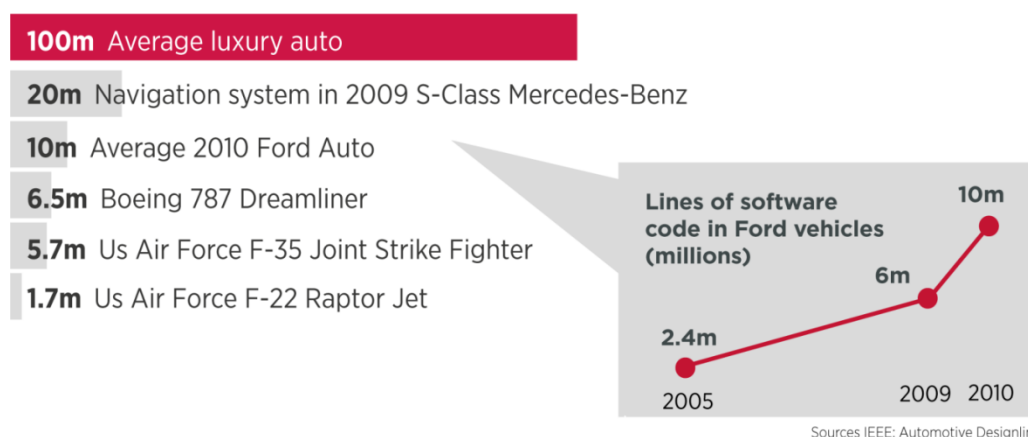 100m Average luxury auto
20m Navigation system in 2009 S-Class Mercedes-Benz
10m Average 2010 Ford Auto
6.5m Boeing 787 Dreamliner
5.7m Us Air Force F-35 Joint Strike Fighter
1.7m Us Air Force F-22 Raptor Jet
Lines of software
code in Ford vehicles
(millions)
10m
6m
2.4m
2005
2009 2010
Sources IEEE; Automotive